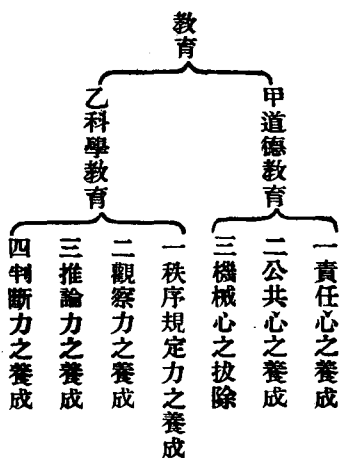 教育
甲道德教育
一責任心之養成
二公共心之養成
三機械心之拔除
乙科學教育
一秩序規定力之養成
二觀察力之養成
三推論力之養成
四判斷力之養成